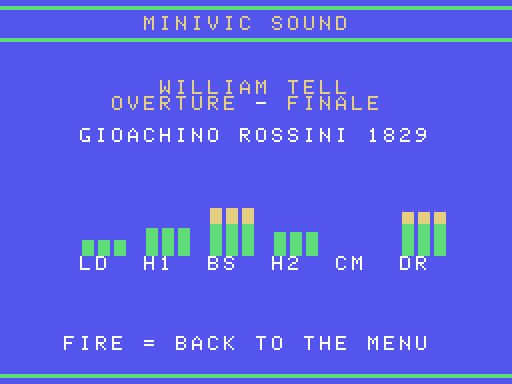 MINIVIC SOUND
WILLIAM TELL
OVERTURE - FINALE
GIOACHINO ROSSINI 1829
LD H1 BS H2 CM DR
FIRE = BACK TO THE MENU